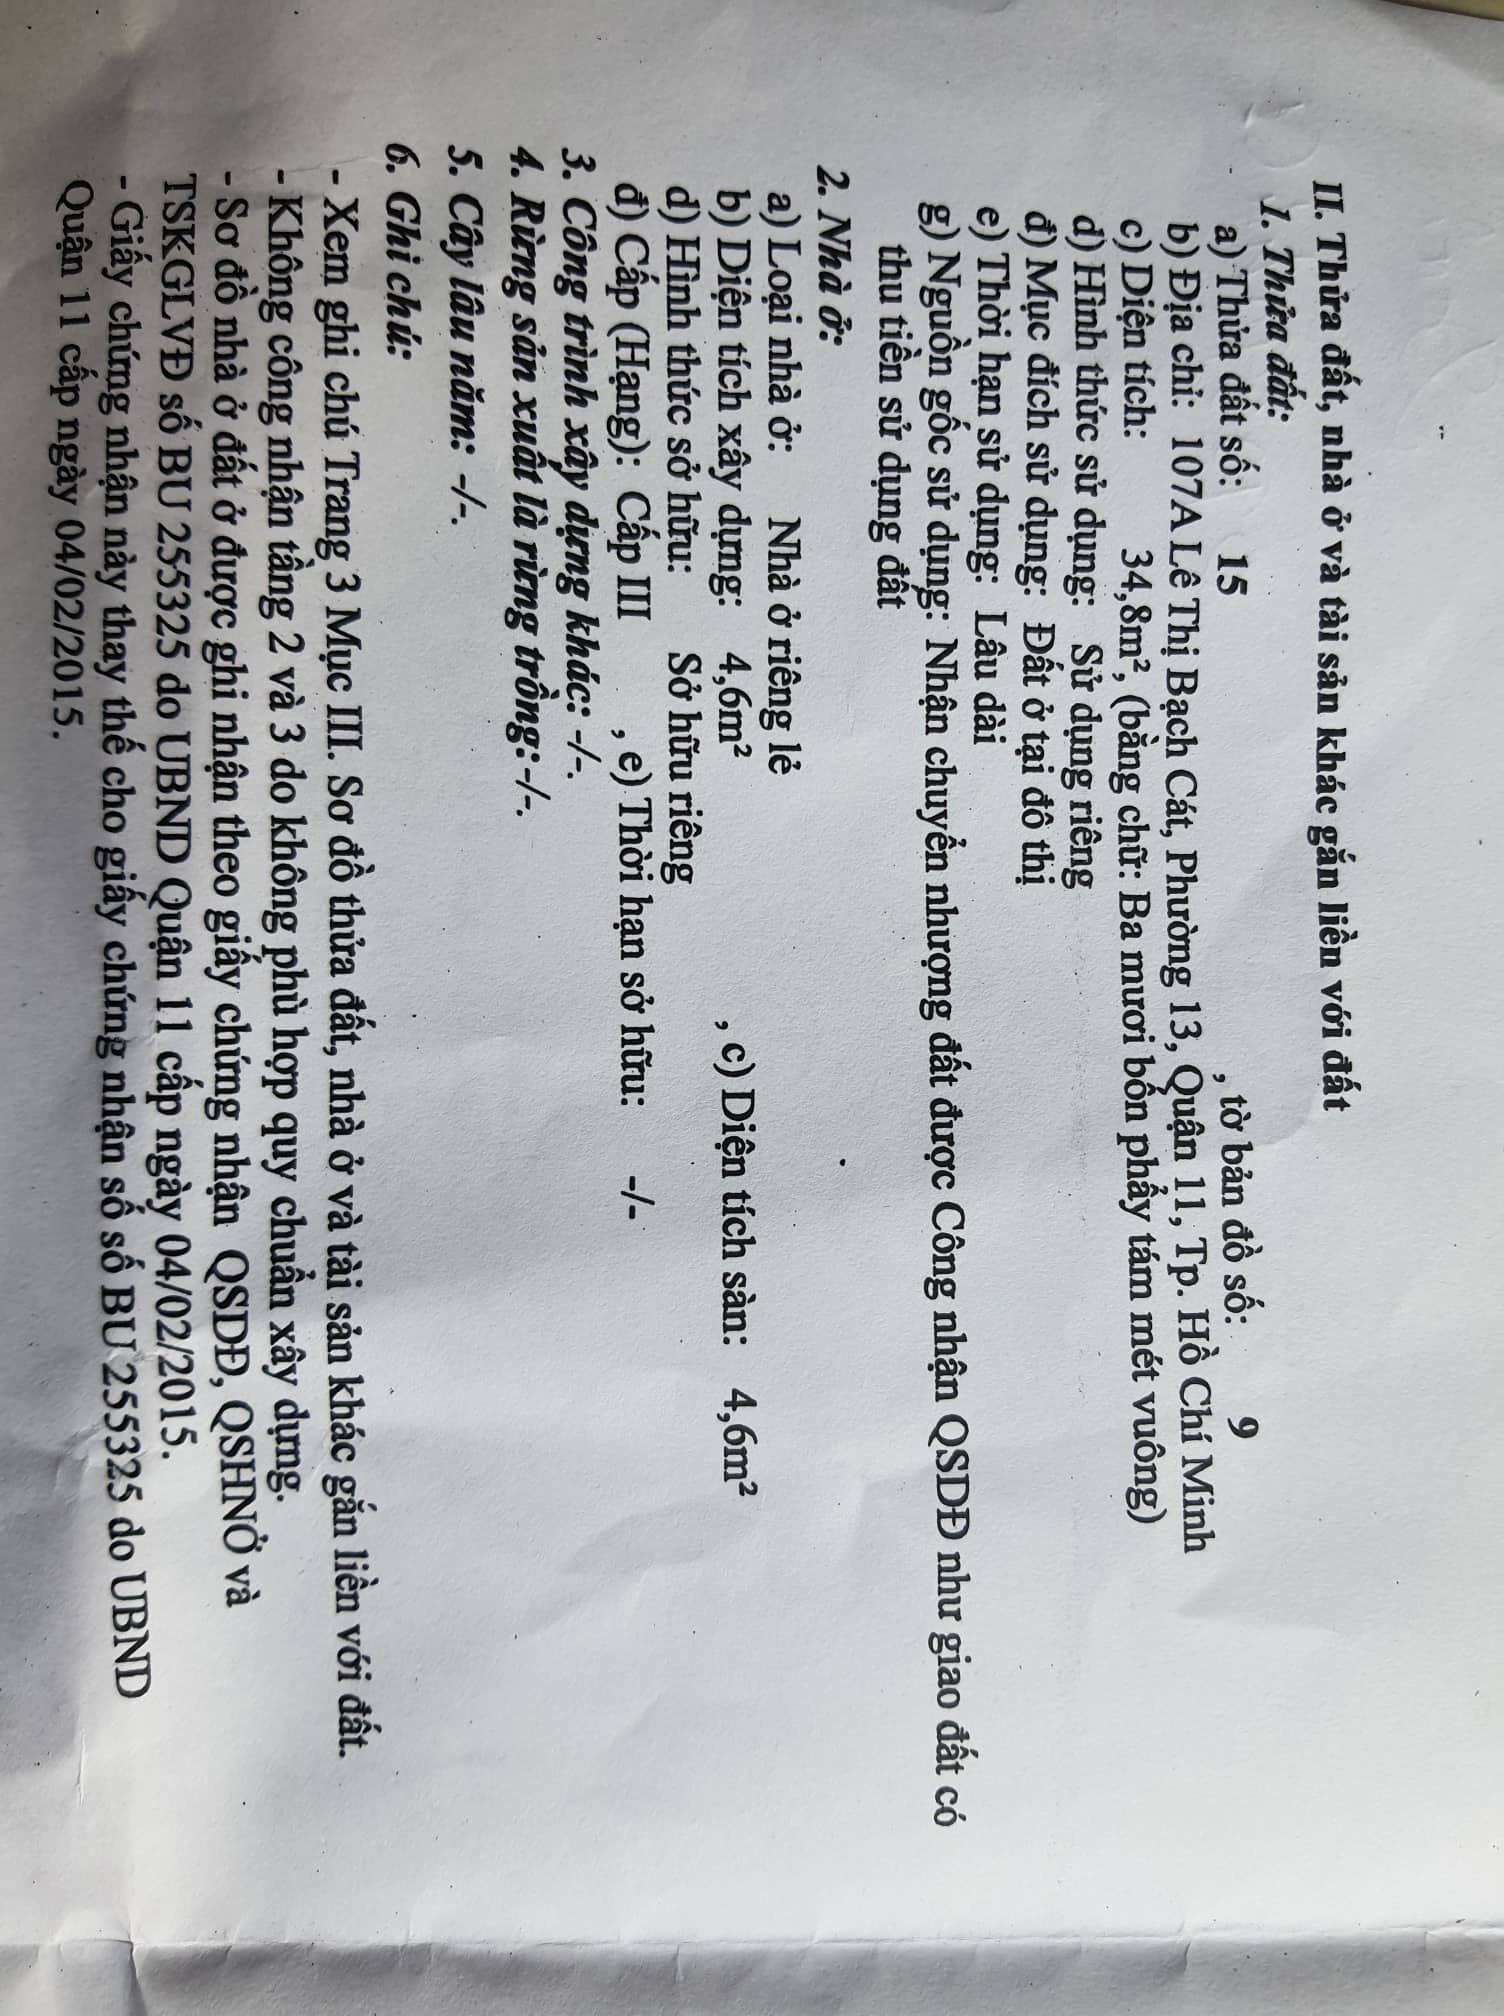 II. Thửa đất, nhà ở và tài sản khác gắn liền với đất
1. Thửa đất:
a) Thửa đất số: 15 , tờ bản đồ số: 9
b) Địa chỉ: 107A Lê Thị Bạch Cát, Phường 13, Quận 11, Tp. Hồ Chí Minh
c) Diện tích: 34,8m², (bằng chữ: Ba mươi bốn phẩy tám mét vuông)
d) Hình thức sử dụng: Sử dụng riêng
đ) Mục đích sử dụng: Đất ở tại đô thị
e) Thời hạn sử dụng: Lâu dài
g) Nguồn gốc sử dụng: Nhận chuyển nhượng đất được Công nhận QSDĐ như giao đất có
thu tiền sử dụng đất
2. Nhà ở:
a) Loại nhà ở: Nhà ở riêng lẻ
b) Diện tích xây dựng: 4,6m² , c) Diện tích sàn: 4,6m²
d) Hình thức sở hữu: Sở hữu riêng
đ) Cấp (Hạng): Cấp III , e) Thời hạn sở hữu: -/-
3. Công trình xây dựng khác: -/-.
4. Rừng sản xuất là rừng trồng:-/-.
5. Cây lâu năm: -/-.
6. Ghi chú:
- Xem ghi chú Trang 3 Mục III. Sơ đồ thửa đất, nhà ở và tài sản khác gắn liền với đất.
- Không công nhận tầng 2 và 3 do không phù hợp quy chuẩn xây dựng.
- Sơ đồ nhà ở đất ở được ghi nhận theo giấy chứng nhận QSDĐ, QSHNỞ và
TSKGLVĐ số BU 255325 do UBND Quận 11 cấp ngày 04/02/2015.
- Giấy chứng nhận này thay thế cho giấy chứng nhận số số BU 255325 do UBND
Quận 11 cấp ngày 04/02/2015.